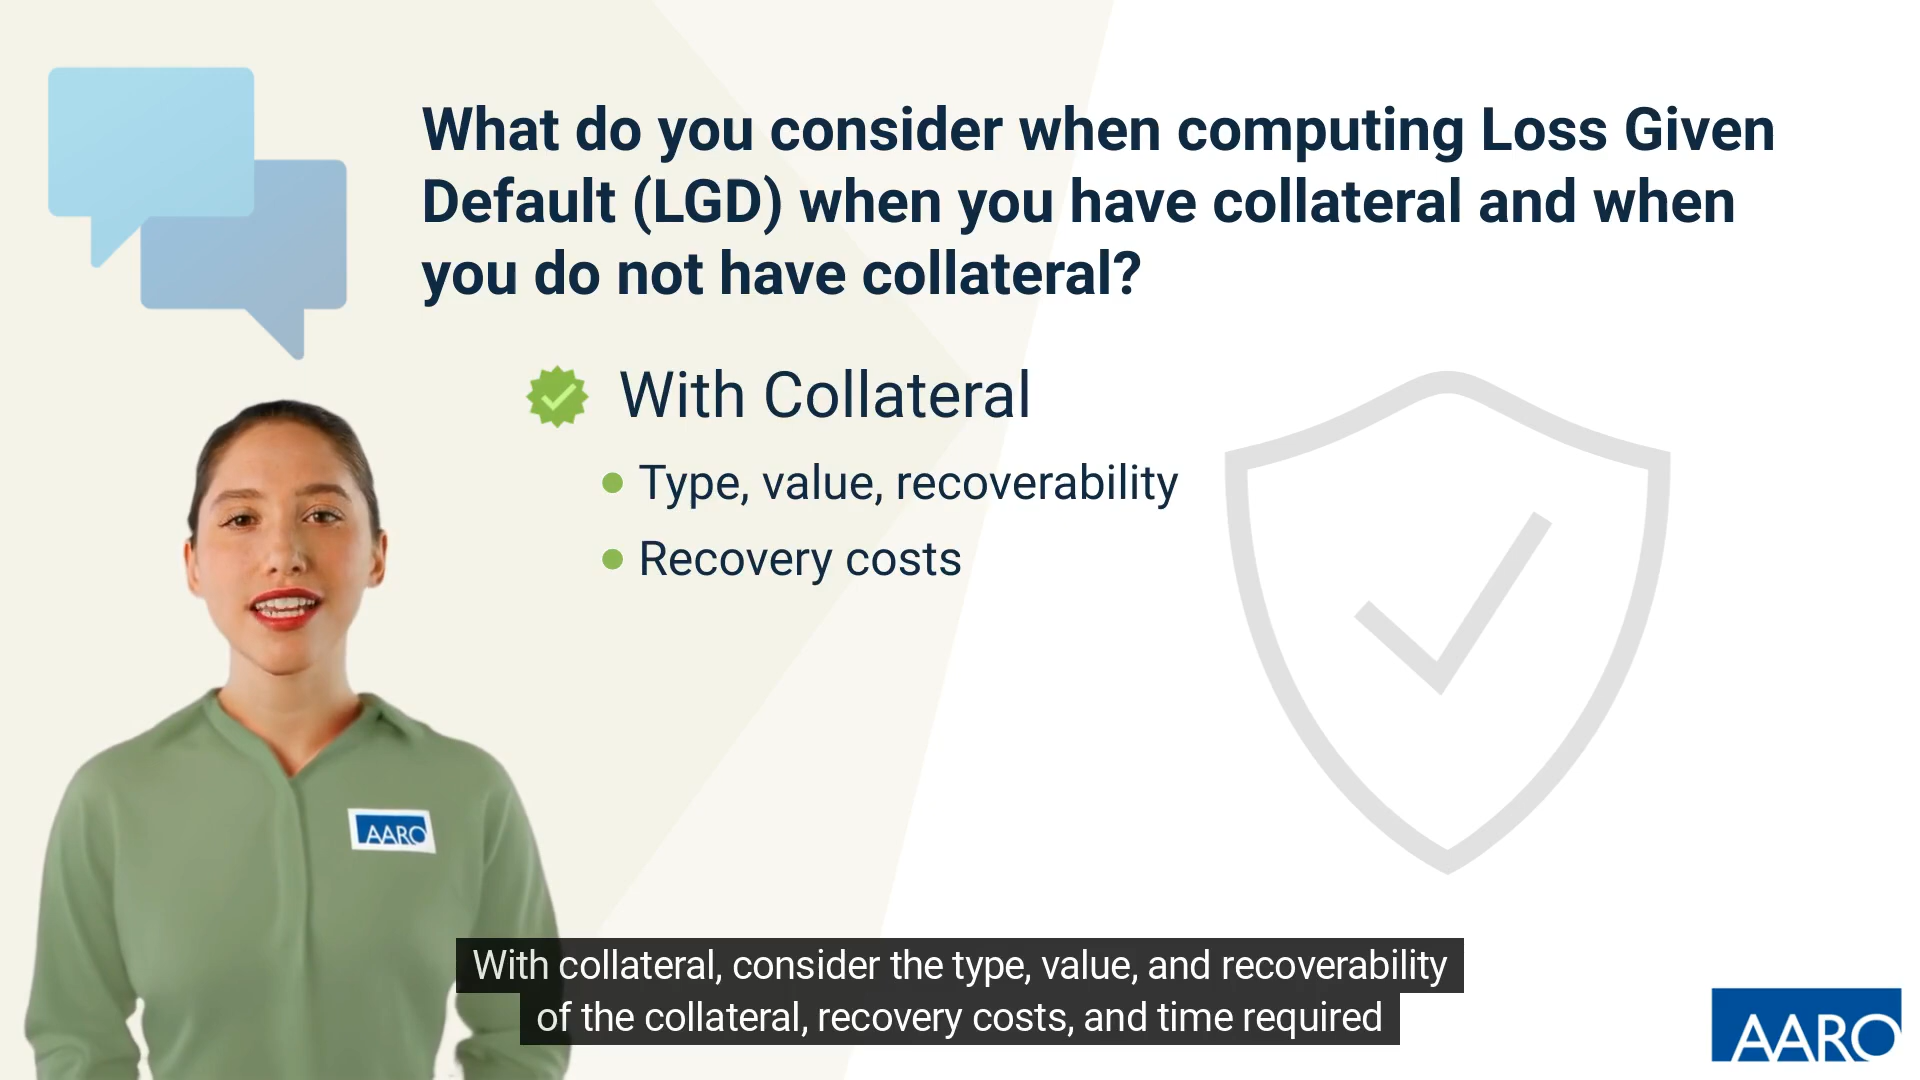 What do you consider when computing Loss Given
Default (LGD) when you have collateral and when
you do not have collateral?
With Collateral
Type, value, recoverability
Recovery costs
AARO
With collateral, consider the type, value, and recoverability
of the collateral, recovery costs, and time required
AARO